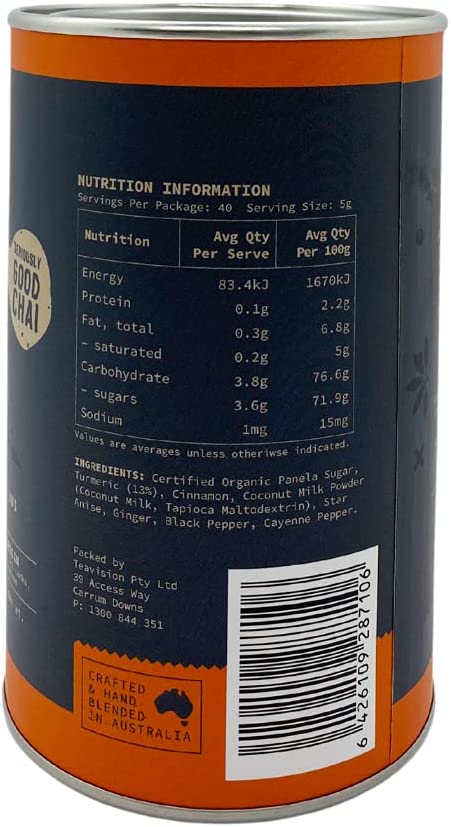 SERIOUSLY
GOOD
CHAI
NUTRITION INFORMATION
Servings Per Package: 40 Serving Size: 5g
Nutrition Avg Qty Per Serve Avg Qty Per 100g
Energy 83.4kJ 1670kJ
Protein 0.1g 2.2g
Fat, total 0.3g 6.8g
- saturated 0.2g 5g
Carbohydrate 3.8g 76.6g
- sugars 3.6g 71.9g
Sodium 1mg 15mg
Values are averages unless otheriwse indicated.
INGREDIENTS: Certified Organic Panela Sugar,
Turmeric (13%), Cinnamon, Coconut Milk Powder
(Coconut Milk, Tapioca Maltodextrin), Star
Anise, Ginger, Black Pepper, Cayenne Pepper.
Packed by
Teavision Pty Ltd
39 Access Way
Carrum Downs
P: 1300 844 351
CRAFTED
& HAND
BLENDED
IN AUSTRALIA
6 426109 287106